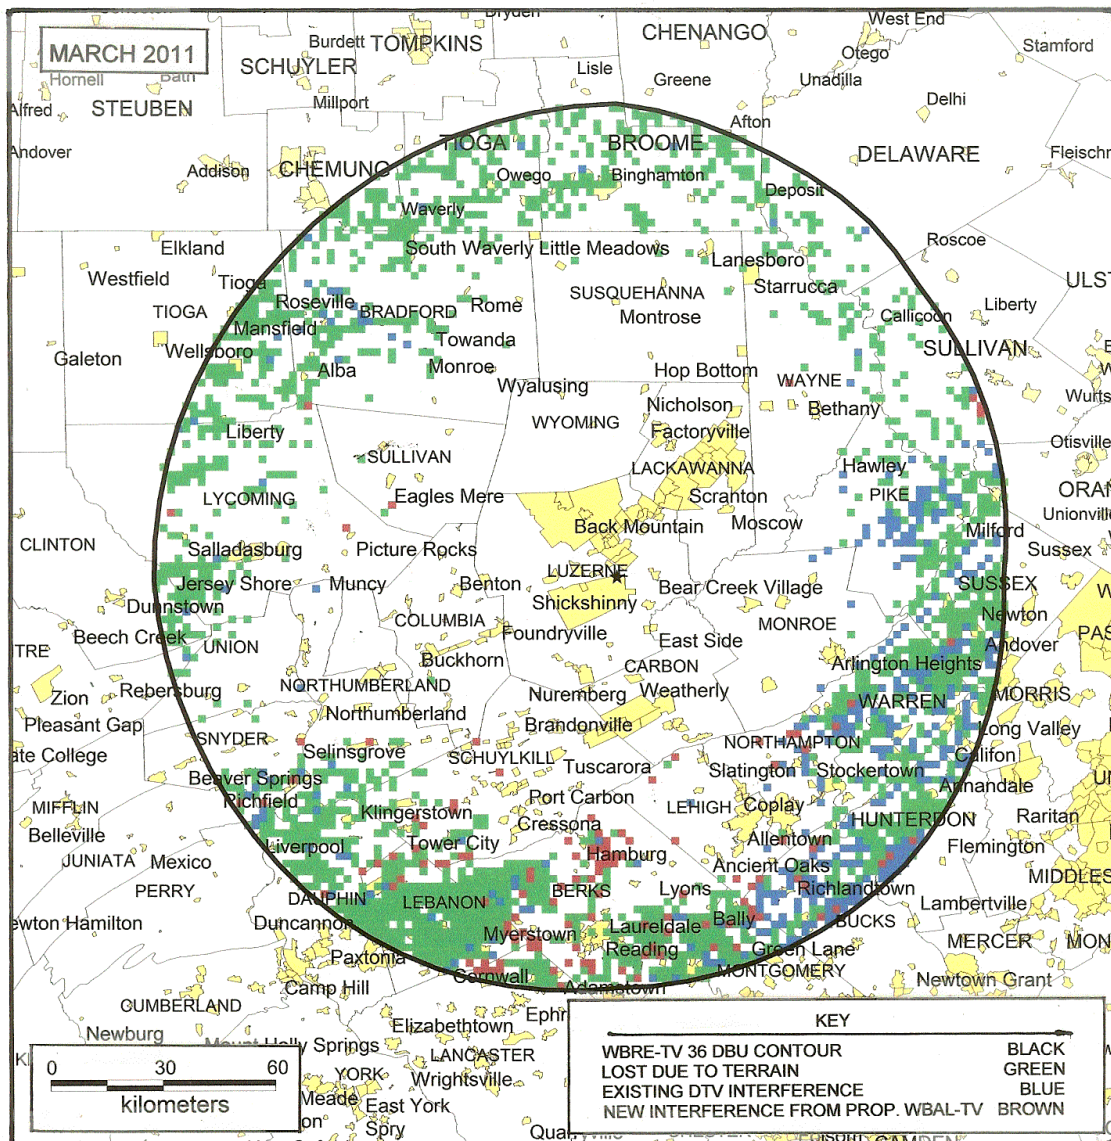 Dryden
West End
CHENANGO
Burdett TOMPKINS
Otego
Stamford
MARCH 2011
SCHUYLER
Lisle
Hornell
Bath
Greene
Unadilla
Millport
Delhi
Alfred
STEUBEN
Afton
TIOGA
BROOME
Andover
DELAWARE
Addison
CHEMUNG
Owego
Binghamton
Deposit
Waverly
Elkland
South Waverly Little Meadows
Roscoe
Lanesboro
Westfield
Tioga
Starrucca
SUSQUEHANNA
Roseville
Rome
Liberty
TIOGA
BRADFORD
Montrose
Callicoon
Mansfield
Towanda
Wellsboro
SULLIVAN
Galeton
Alba
Monroe
Hop Bottom
WAYNE
Wyalusing
Nicholson
Bethany
WYOMING
Factoryville
Liberty
Otisville
SULLIVAN
LACKAWANNA
Hawley
LYCOMING
Eagles Mere
Scranton
PIKE
Back Mountain
Moscow
Unionville
Milford
CLINTON
Salladasburg
Picture Rocks
Sussex
LUZERNE
Jersey Shore
Muncy
Benton
Bear Creek Village
SUSSEX
Dunnstown
Shickshinny
Newton
COLUMBIA
MONROE
Beech Creek
Foundryville
East Side
Andover
UNION
Buckhorn
CARBON
Arlington Heights
Zion
Rebersburg
NORTHUMBERLAND
Nuremberg
Weatherly
MORRIS
WARREN
Pleasant Gap
Northumberland
Brandonville
Long Valley
SNYDER
Selinsgrove
NORTHAMPTON
ate College
SCHUYLKILL
Tuscarora
Slatington
Stockertown
Califon
Beaver Springs
Annandale
MIFFLIN
Richfield
Klingerstown
Port Carbon
LEHIGH
Coplay
Belleville
Cressona
HUNTERDON
Raritan
Liverpool
Tower City
Hamburg
Allentown
Flemington
JUNIATA
Mexico
Ancient Oaks
PERRY
BERKS
Lyons
Richlandtown
MIDDLES
DAUPHIN
LEBANON
Lambertville
ewton Hamilton
Duncannon
Myerstown
Laureldale
Bally
BUCKS
Reading
Green Lane
MERCER
MON
Paxtonia
Cornwall
MONTGOMERY
Camp Hill
Adamstown
Newtown Grant
CUMBERLAND
Ephr
Newburg
Elizabethtown
Mount Holly Springs
LANCASTER
YORK
Wrightsville
Meade
East York
Spry
0 30 60
kilometers
KEY
WBRE-TV 36 DBU CONTOUR BLACK
LOST DUE TO TERRAIN GREEN
EXISTING DTV INTERFERENCE BLUE
NEW INTERFERENCE FROM PROP. WBAL-TV BROWN